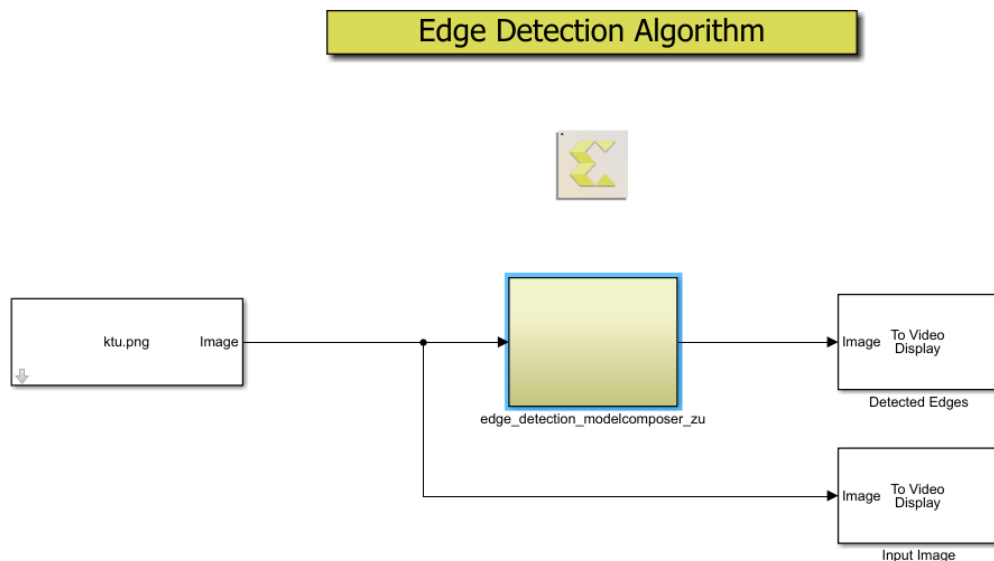 Edge Detection Algorithm
ktu.png
Image
edge_detection_modelcomposer_zu
Image
To Video
Display
Detected Edges
Image
To Video
Display
Input Image